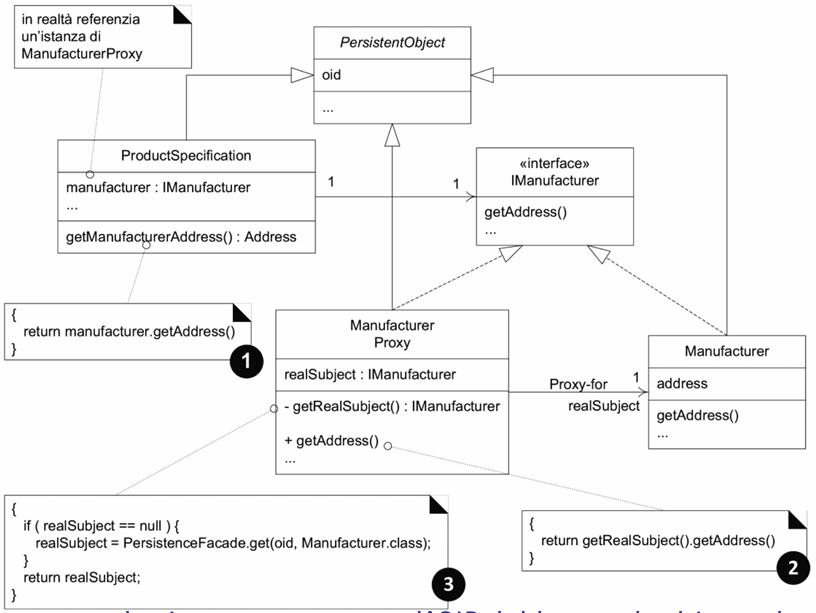 in realtà referenzia
un'istanza di
ManufacturerProxy
PersistentObject
oid
...
ProductSpecification
manufacturer : IManufacturer
...
getManufacturerAddress() : Address
1
1
«interface»
IManufacturer
getAddress()
...
{
return manufacturer.getAddress()
}
1
Manufacturer
Proxy
realSubject : IManufacturer
- getRealSubject() : IManufacturer
+ getAddress()
...
Proxy-for
1
realSubject
Manufacturer
address
getAddress()
...
{
if ( realSubject == null ) {
realSubject = PersistenceFacade.get(oid, Manufacturer.class);
}
return realSubject;
}
3
{
return getRealSubject().getAddress()
}
2